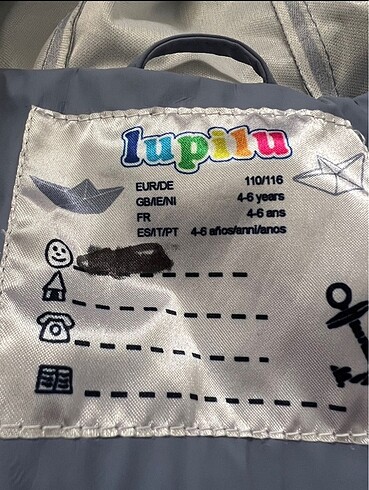 lupilu
EUR/DE 110/116
GB/IE/NI 4-6 years
FR 4-6 ans
ES/IT/PT 4-6 años/anni/anos